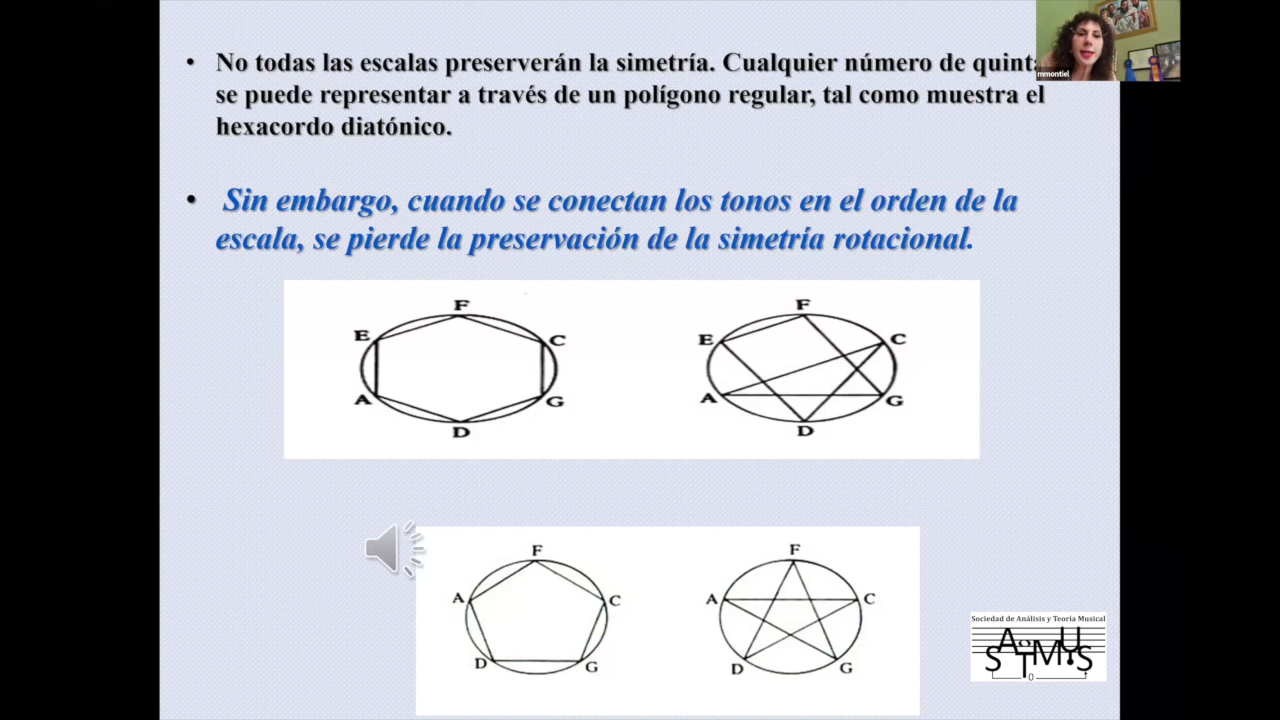 • No todas las escalas preserverán la simetría. Cualquier número de quint
se puede representar a través de un polígono regular, tal como muestra el
hexacordo diatónico.
mmontiel
• Sin embargo, cuando se conectan los tonos en el orden de la
escala, se pierde la preservación de la simetría rotacional.
F
E
C
A
G
D
F
E
C
A
G
D
F
A
C
D
G
F
A
C
D
G
Sociedad de Análisis y Teoría Musical
SATMUS
0